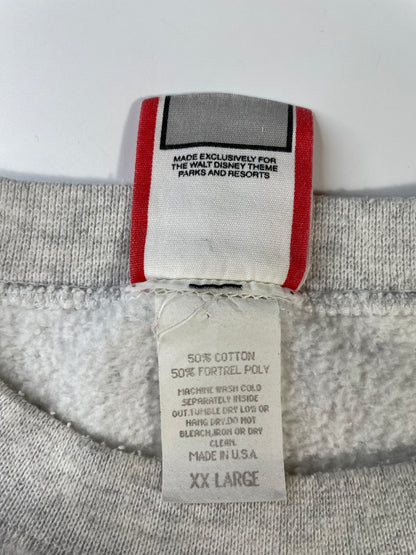 MADE EXCLUSIVELY FOR
THE WALT DISNEY THEME
PARKS AND RESORTS
50% COTTON
50% FORTREL POLY
MACHINE WASH COLD
SEPARATELY INSIDE
OUT.TUMBLE DRY LOW OR
HANG DRY.DO NOT
BLEACH,IRON OR DRY
CLEAN.
MADE IN U.S.A
XX LARGE